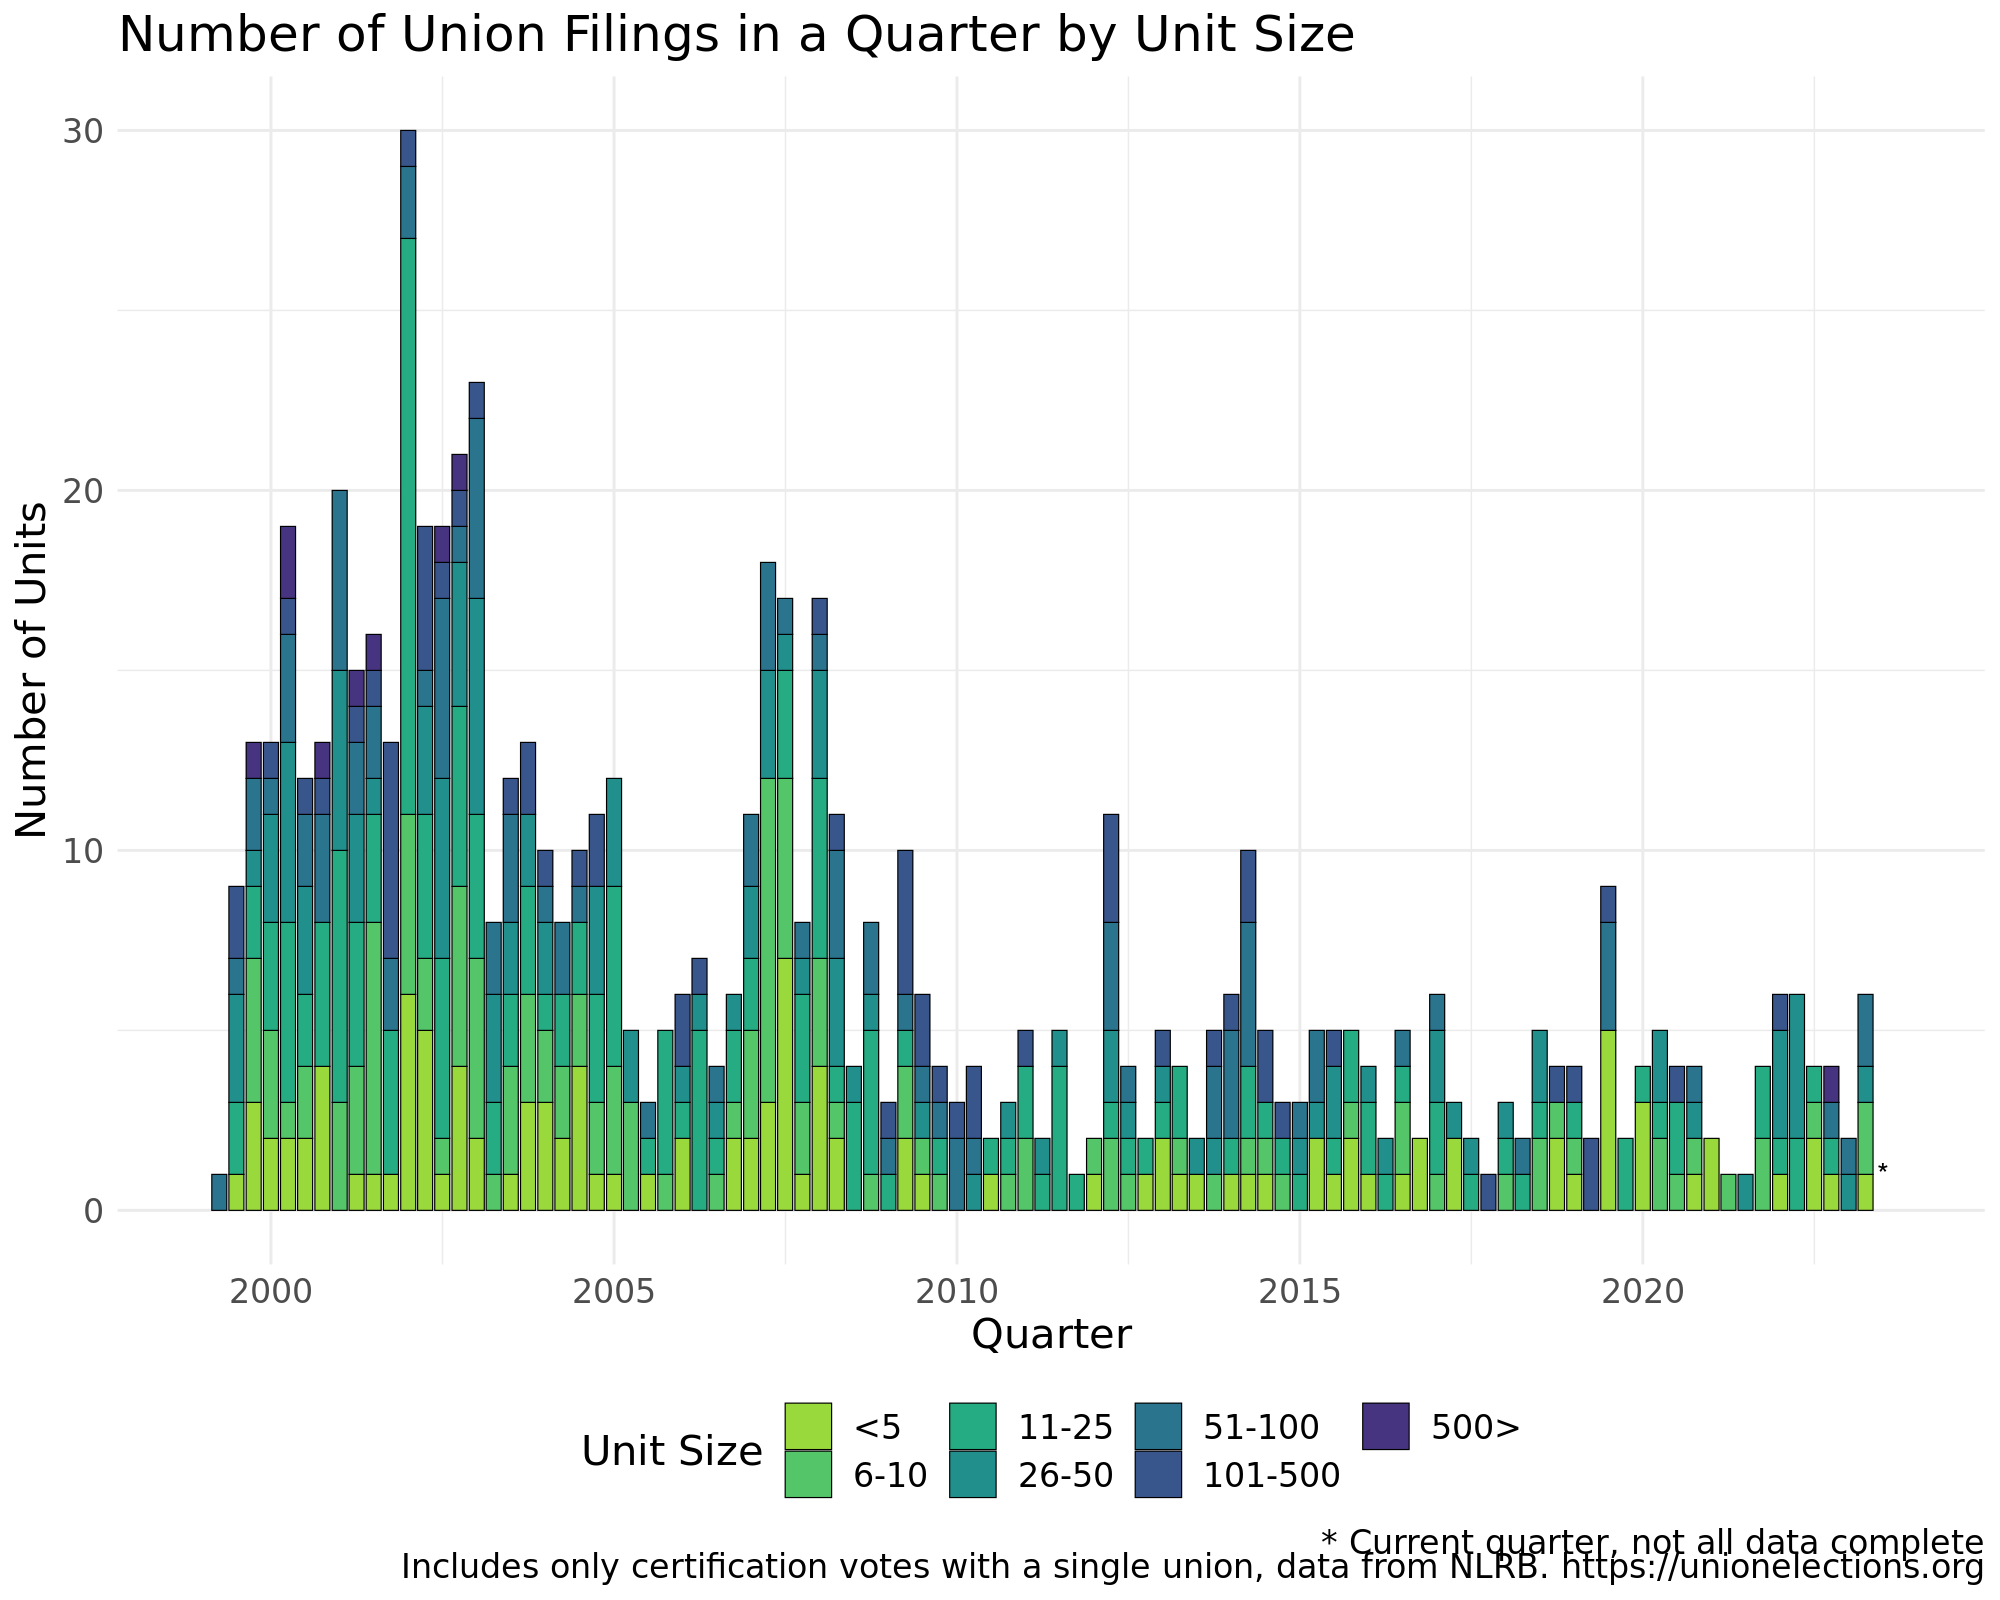 Number of Union Filings in a Quarter by Unit Size
Number of Units
30
20
10
0
*
2000 2005 2010 2015 2020
Quarter
Unit Size
<5 11-25 51-100 500>
6-10 26-50 101-500
* Current quarter, not all data complete
Includes only certification votes with a single union, data from NLRB. https://unionelections.org